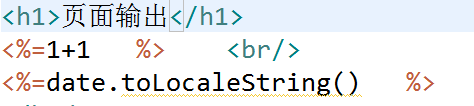 <h1>页面输出</h1>
<%=1+1   %>     <br/>
<%=date.toLocaleString()   %>